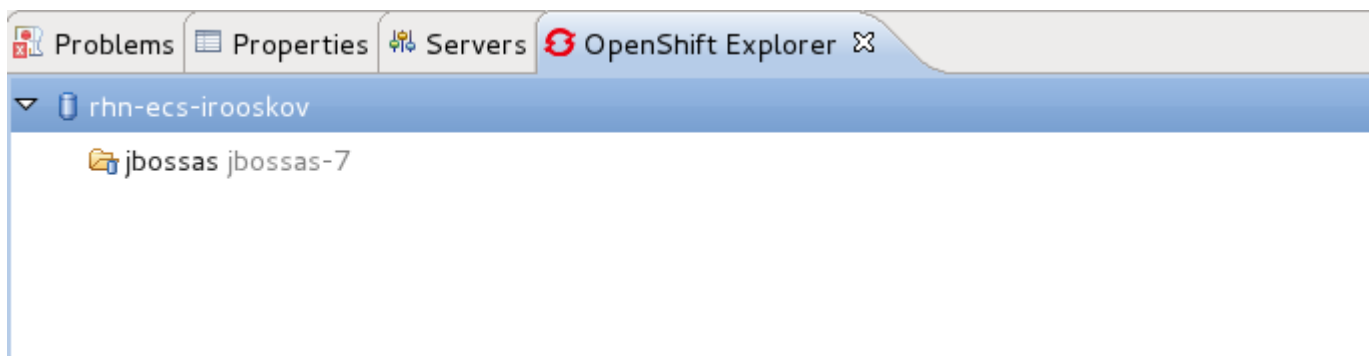 Problems Properties Servers OpenShift Explorer
rhn-ecs-irooskov
jbossas jbossas-7